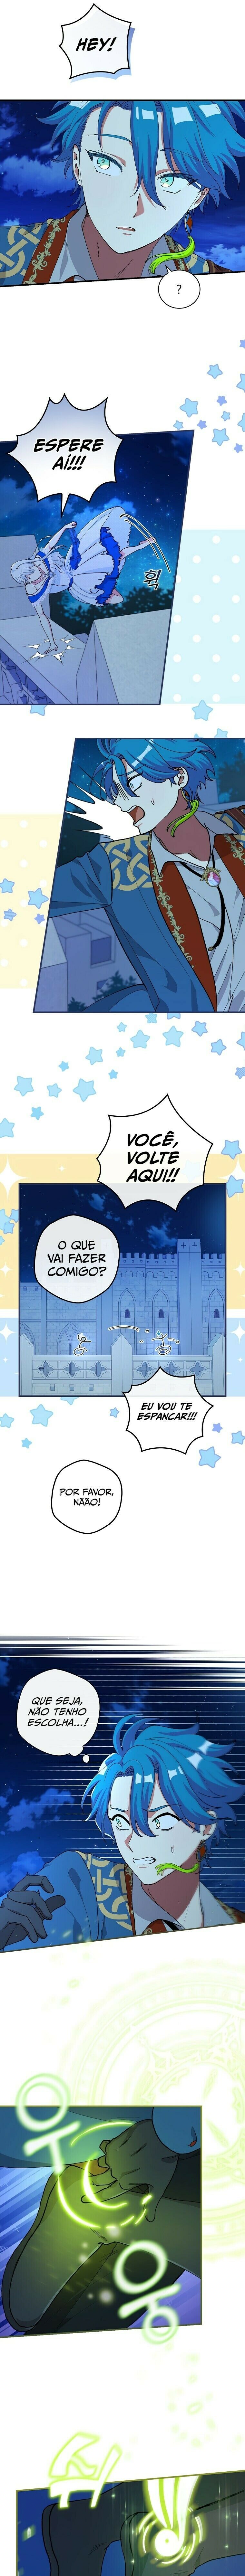 HEY!
?
ESPERE
AÍ!!!
휙
VOCÊ,
VOLTE
AQUI!!
O QUE
VAI FAZER
COMIGO?
EU VOU TE
ESPANCAR!!!
POR FAVOR,
NÃÃO!
QUE SEJA,
NÃO TENHO
ESCOLHA...!
우
웅